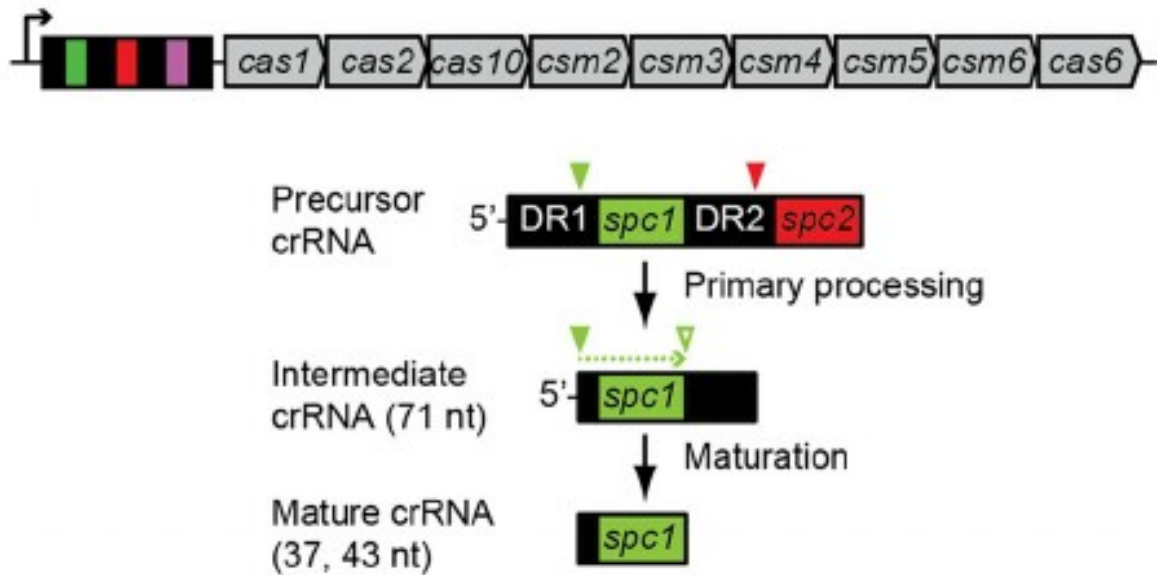 cas1 cas2 cas10 csm2 csm3 csm4 csm5 csm6 cas6
Precursor
crRNA
5'- DR1 spc1 DR2 spc2
Primary processing
Intermediate
crRNA (71 nt)
5'- spc1
Maturation
Mature crRNA
(37, 43 nt)
spc1